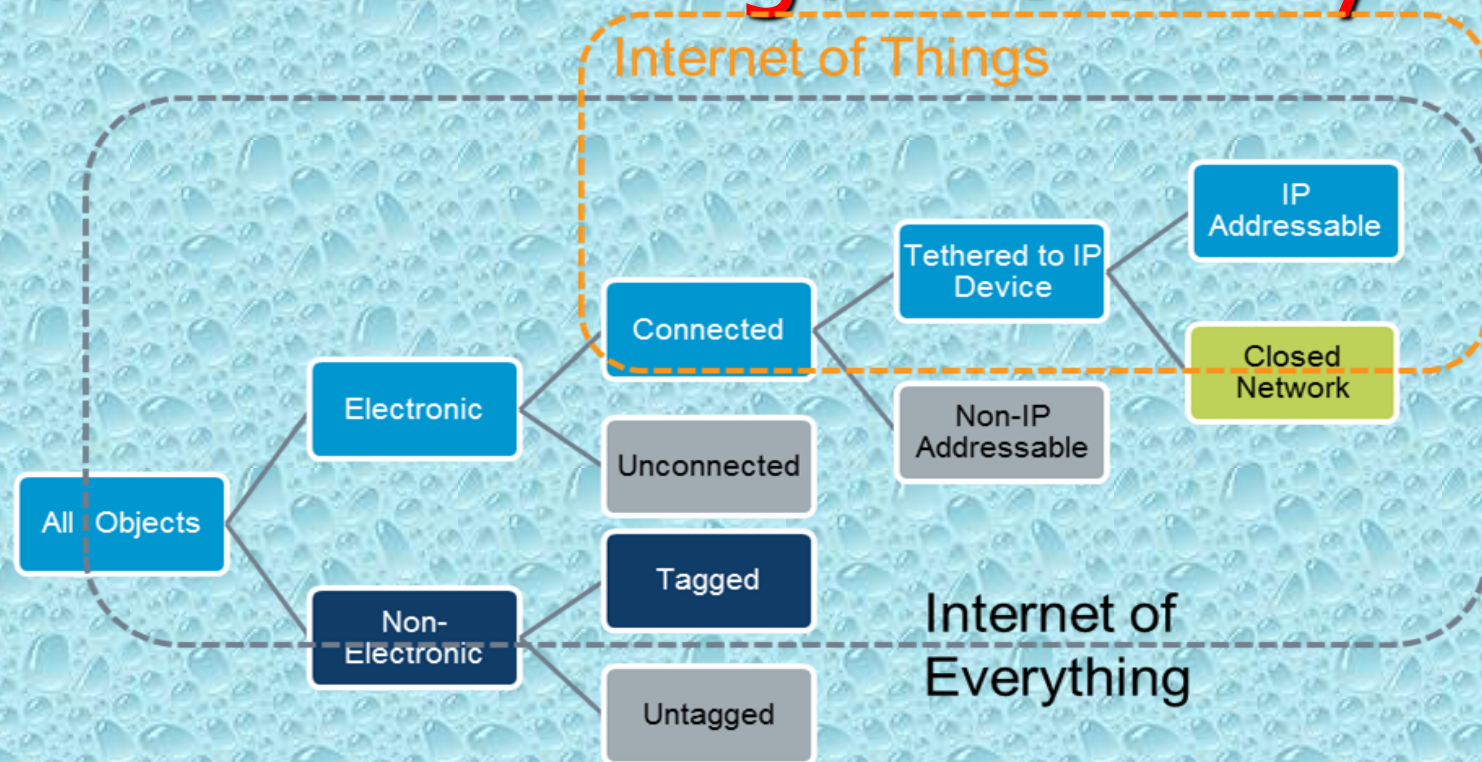 Internet of Things
IP
Addressable
Tethered to IP
Device
Connected
Closed
Network
Electronic
Non-IP
Addressable
Unconnected
All Objects
Tagged
Non-
Electronic
Internet of
Everything
Untagged